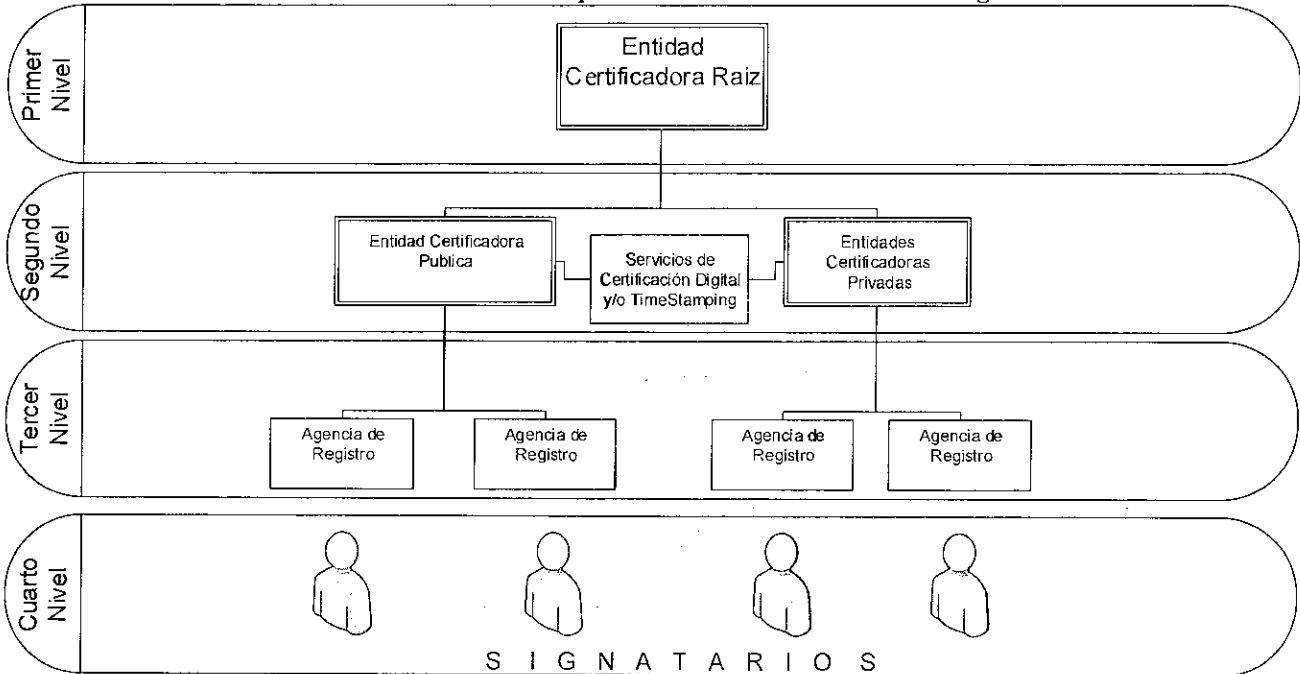 Primer
Nivel
Entidad
Certificadora Raiz
Segundo
Nivel
Entidad Certificadora
Publica
Servicios de
Certificación Digital
y/o TimeStamping
Entidades
Certificadoras
Privadas
Tercer
Nivel
Agencia de
Registro
Agencia de
Registro
Agencia de
Registro
Agencia de
Registro
Cuarto
Nivel
S I G N A T A R I O S